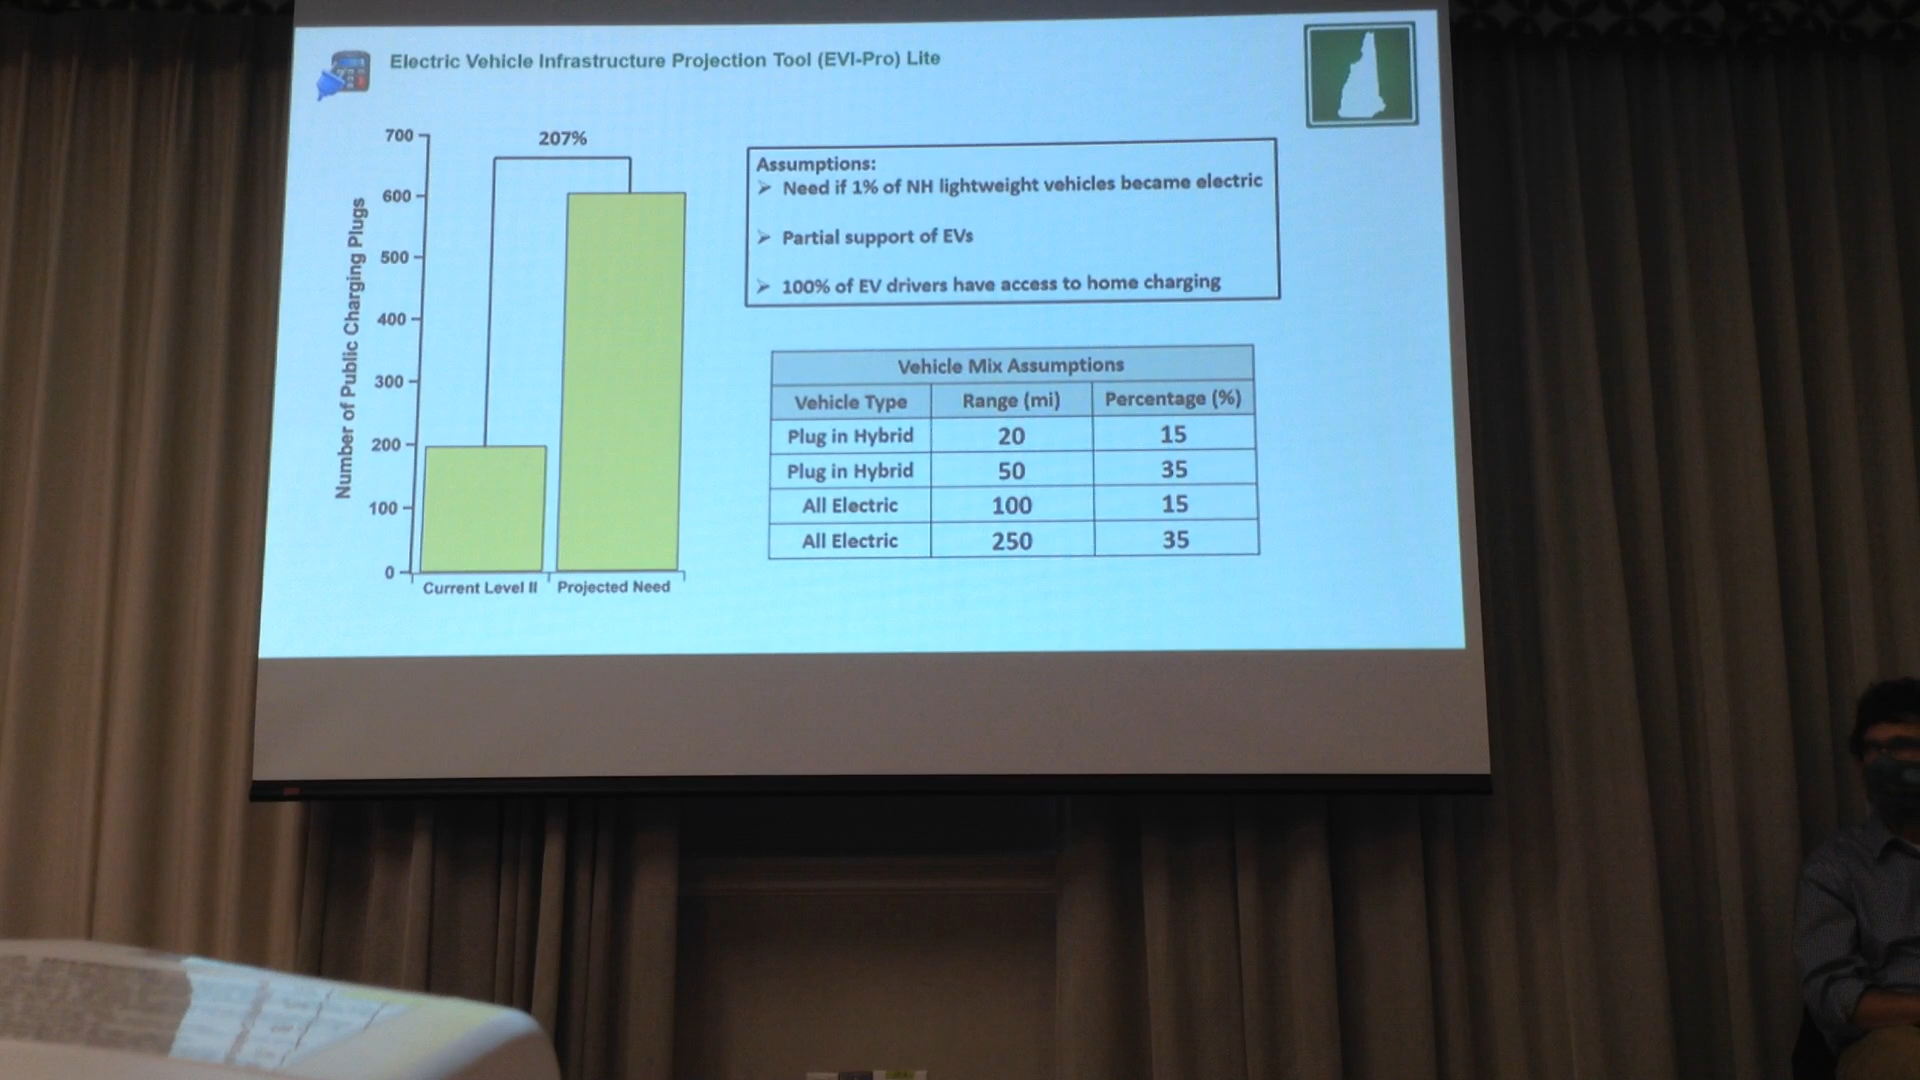 Electric Vehicle Infrastructure Projection Tool (EVI-Pro) Lite
207%
Number of Public Charging Plugs
700
600
500
400
300
200
100
0
Current Level II
Projected Need
Assumptions:
➢ Need if 1% of NH lightweight vehicles became electric
➢ Partial support of EVs
➢ 100% of EV drivers have access to home charging
Vehicle Mix Assumptions
Vehicle Type Range (mi) Percentage (%)
Plug in Hybrid 20 15
Plug in Hybrid 50 35
All Electric 100 15
All Electric 250 35